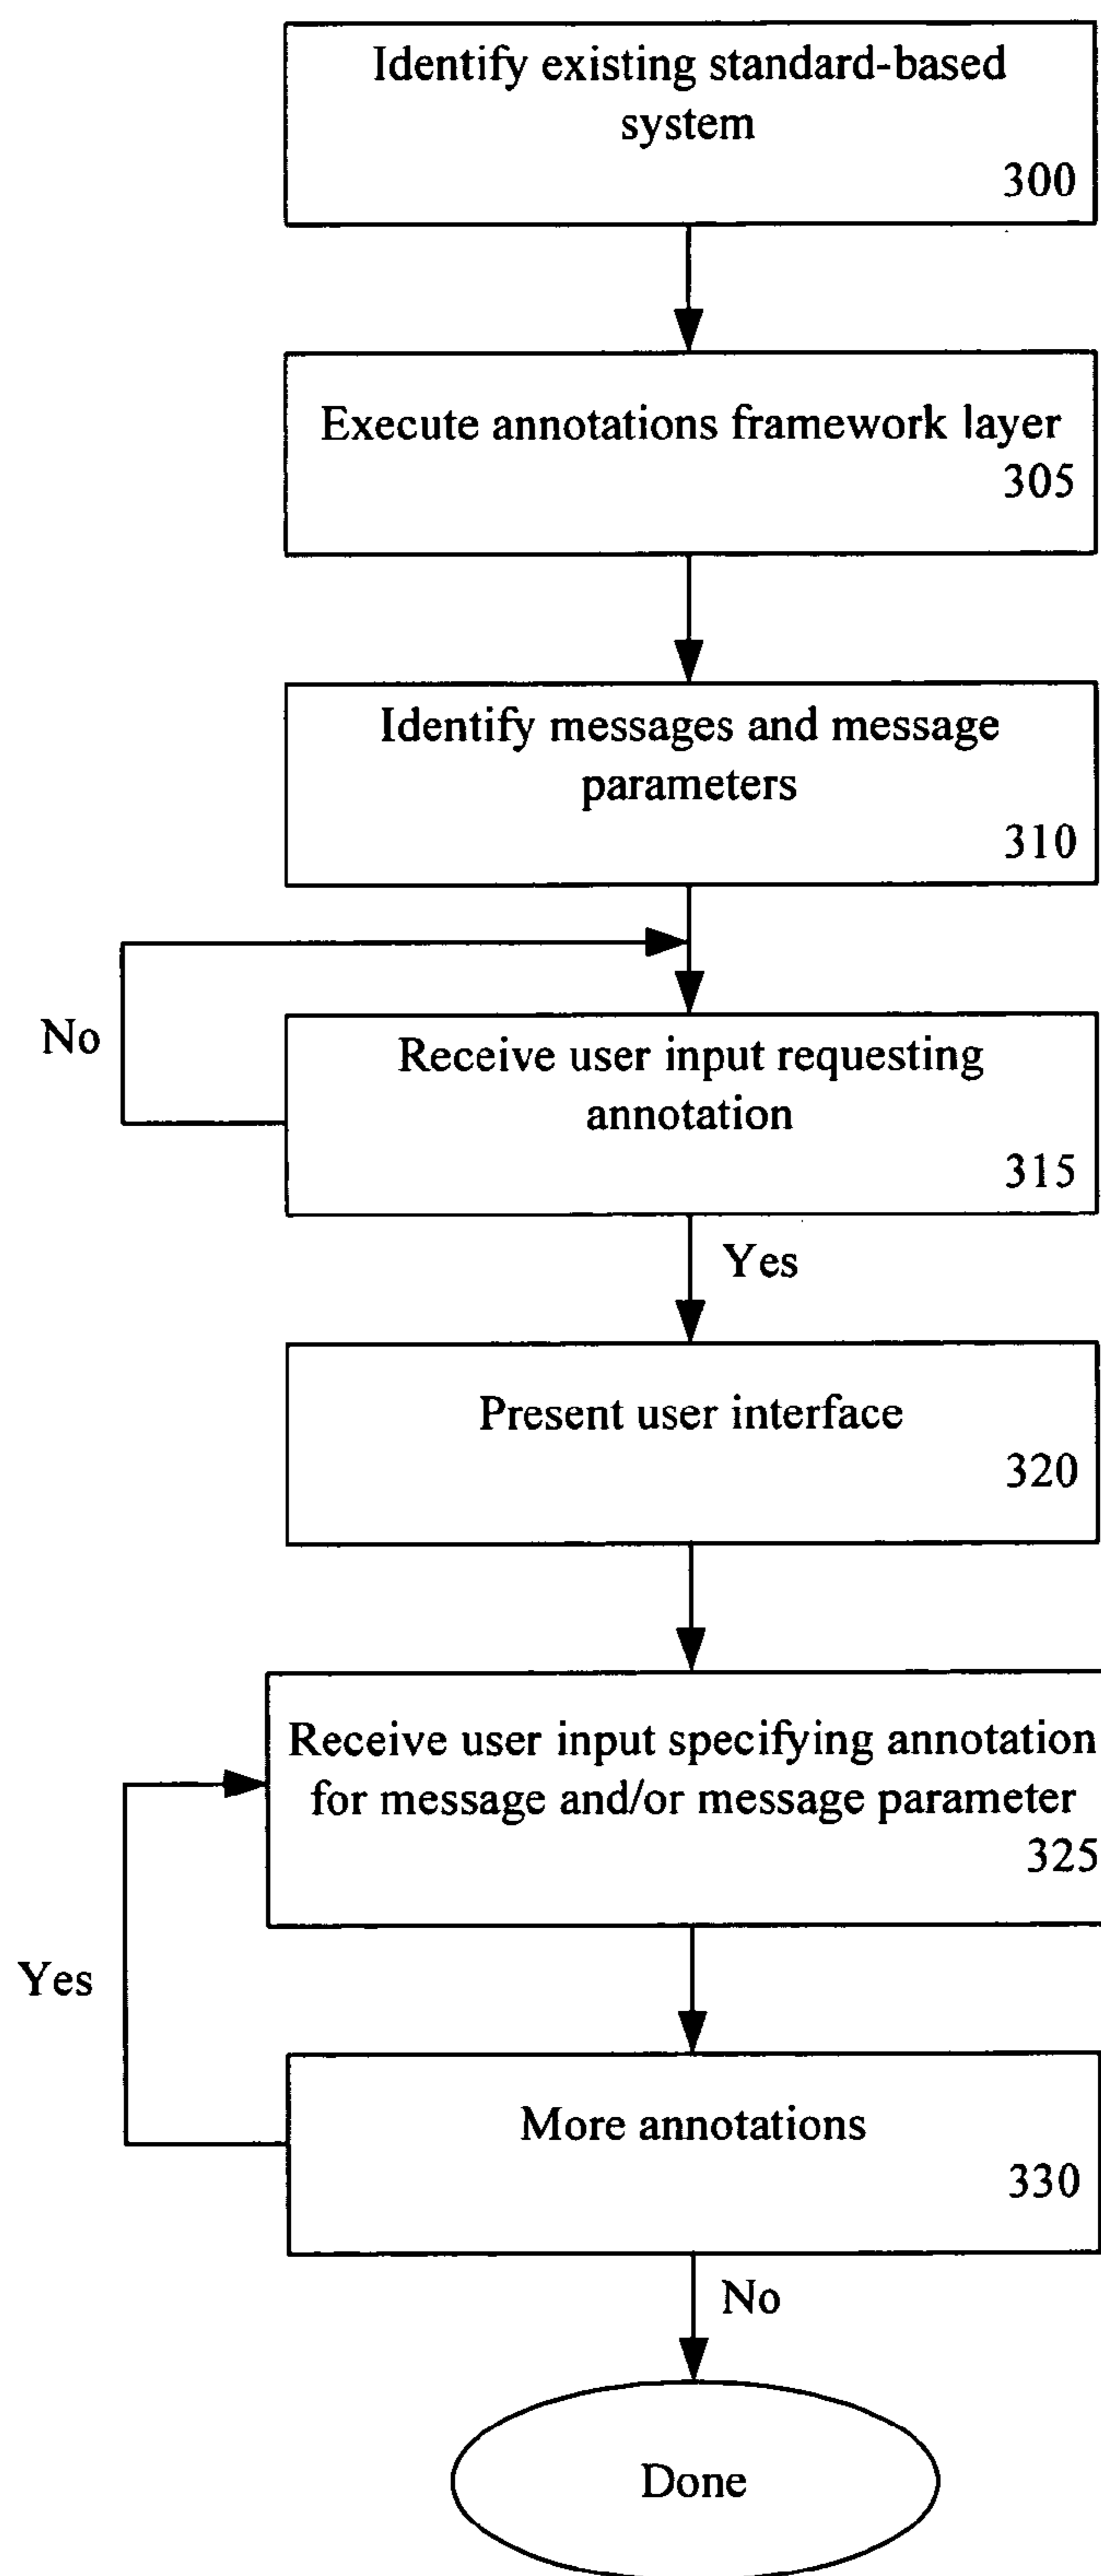 Identify existing standard-based
system
300
Execute annotations framework layer
305
Identify messages and message
parameters
310
No
Receive user input requesting
annotation
315
Yes
Present user interface
320
Receive user input specifying annotation
for message and/or message parameter
325
Yes
More annotations
330
No
Done